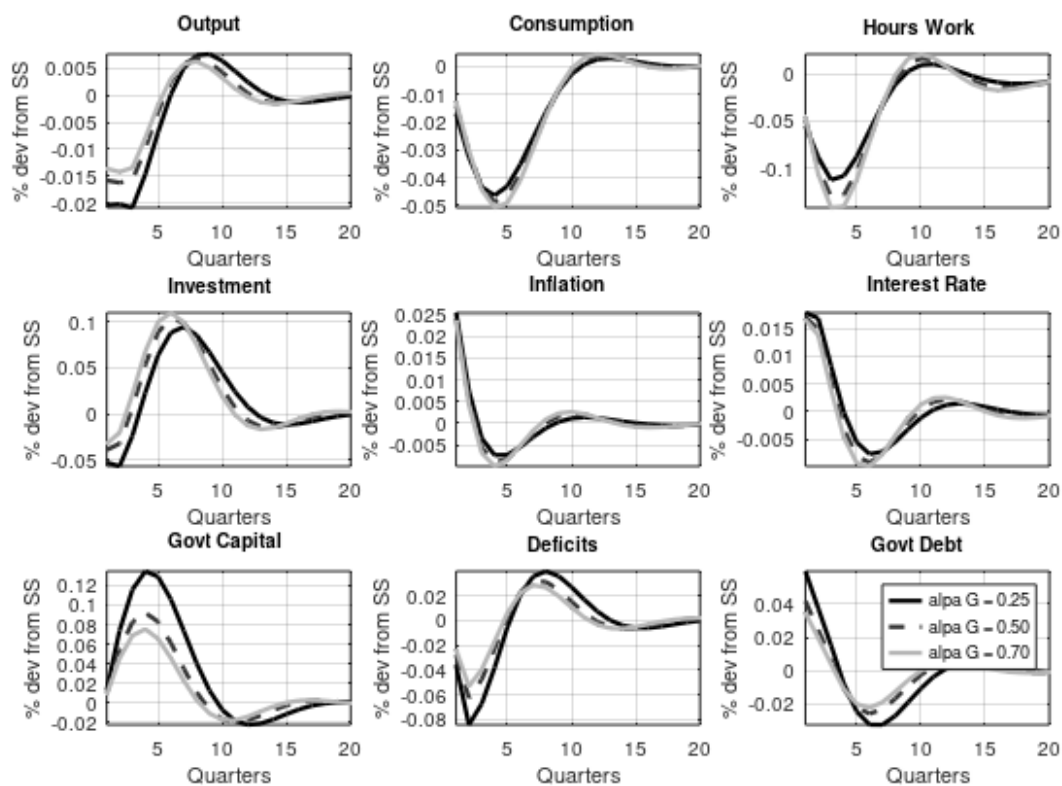 Output
Consumption
Hours Work
% dev from SS
0.005
0
-0.005
-0.01
-0.015
-0.02
5
10
15
20
Quarters
% dev from SS
0
-0.01
-0.02
-0.03
-0.04
-0.05
5
10
15
20
Quarters
% dev from SS
0
-0.05
-0.1
5
10
15
20
Quarters
Investment
Inflation
Interest Rate
% dev from SS
0.1
0.05
0
-0.05
5
10
15
20
Quarters
% dev from SS
0.025
0.02
0.015
0.01
0.005
0
-0.005
5
10
15
20
Quarters
% dev from SS
0.015
0.01
0.005
0
-0.005
5
10
15
20
Quarters
Govt Capital
Deficits
Govt Debt
% dev from SS
0.12
0.1
0.08
0.06
0.04
0.02
0
-0.02
5
10
15
20
Quarters
% dev from SS
0.02
0
-0.02
-0.04
-0.06
-0.08
5
10
15
20
Quarters
% dev from SS
0.04
0.02
0
-0.02
alpa G = 0.25
alpa G = 0.50
alpa G = 0.70
5
10
15
20
Quarters